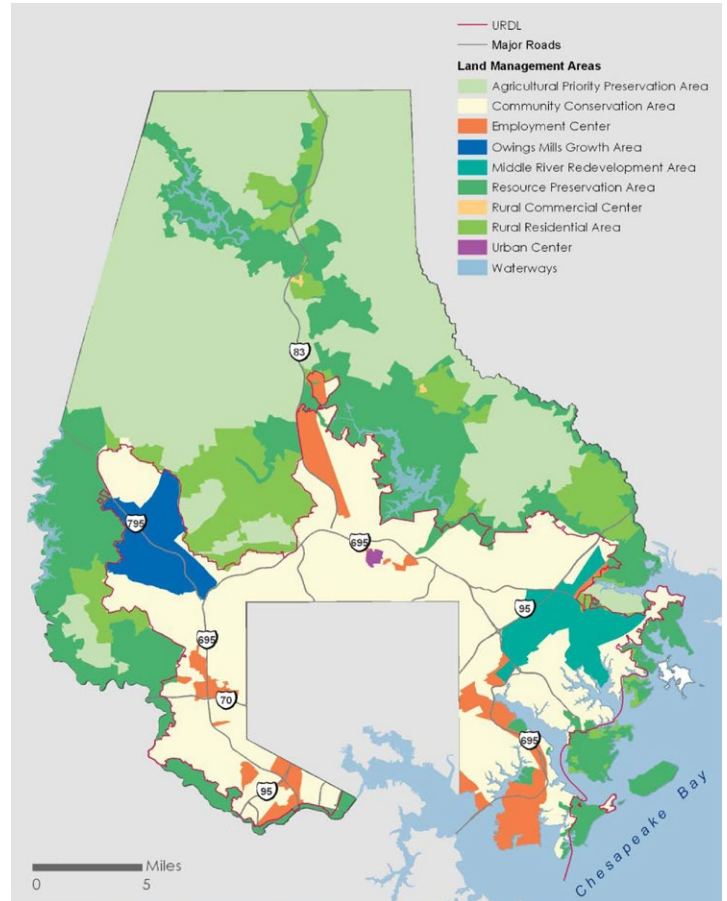 URDL
Major Roads
Land Management Areas
Agricultural Priority Preservation Area
Community Conservation Area
Employment Center
Owings Mills Growth Area
Middle River Redevelopment Area
Resource Preservation Area
Rural Commercial Center
Rural Residential Area
Urban Center
Waterways
83
795
695
95
695
70
695
95
Chesapeake Bay
Miles
0 5